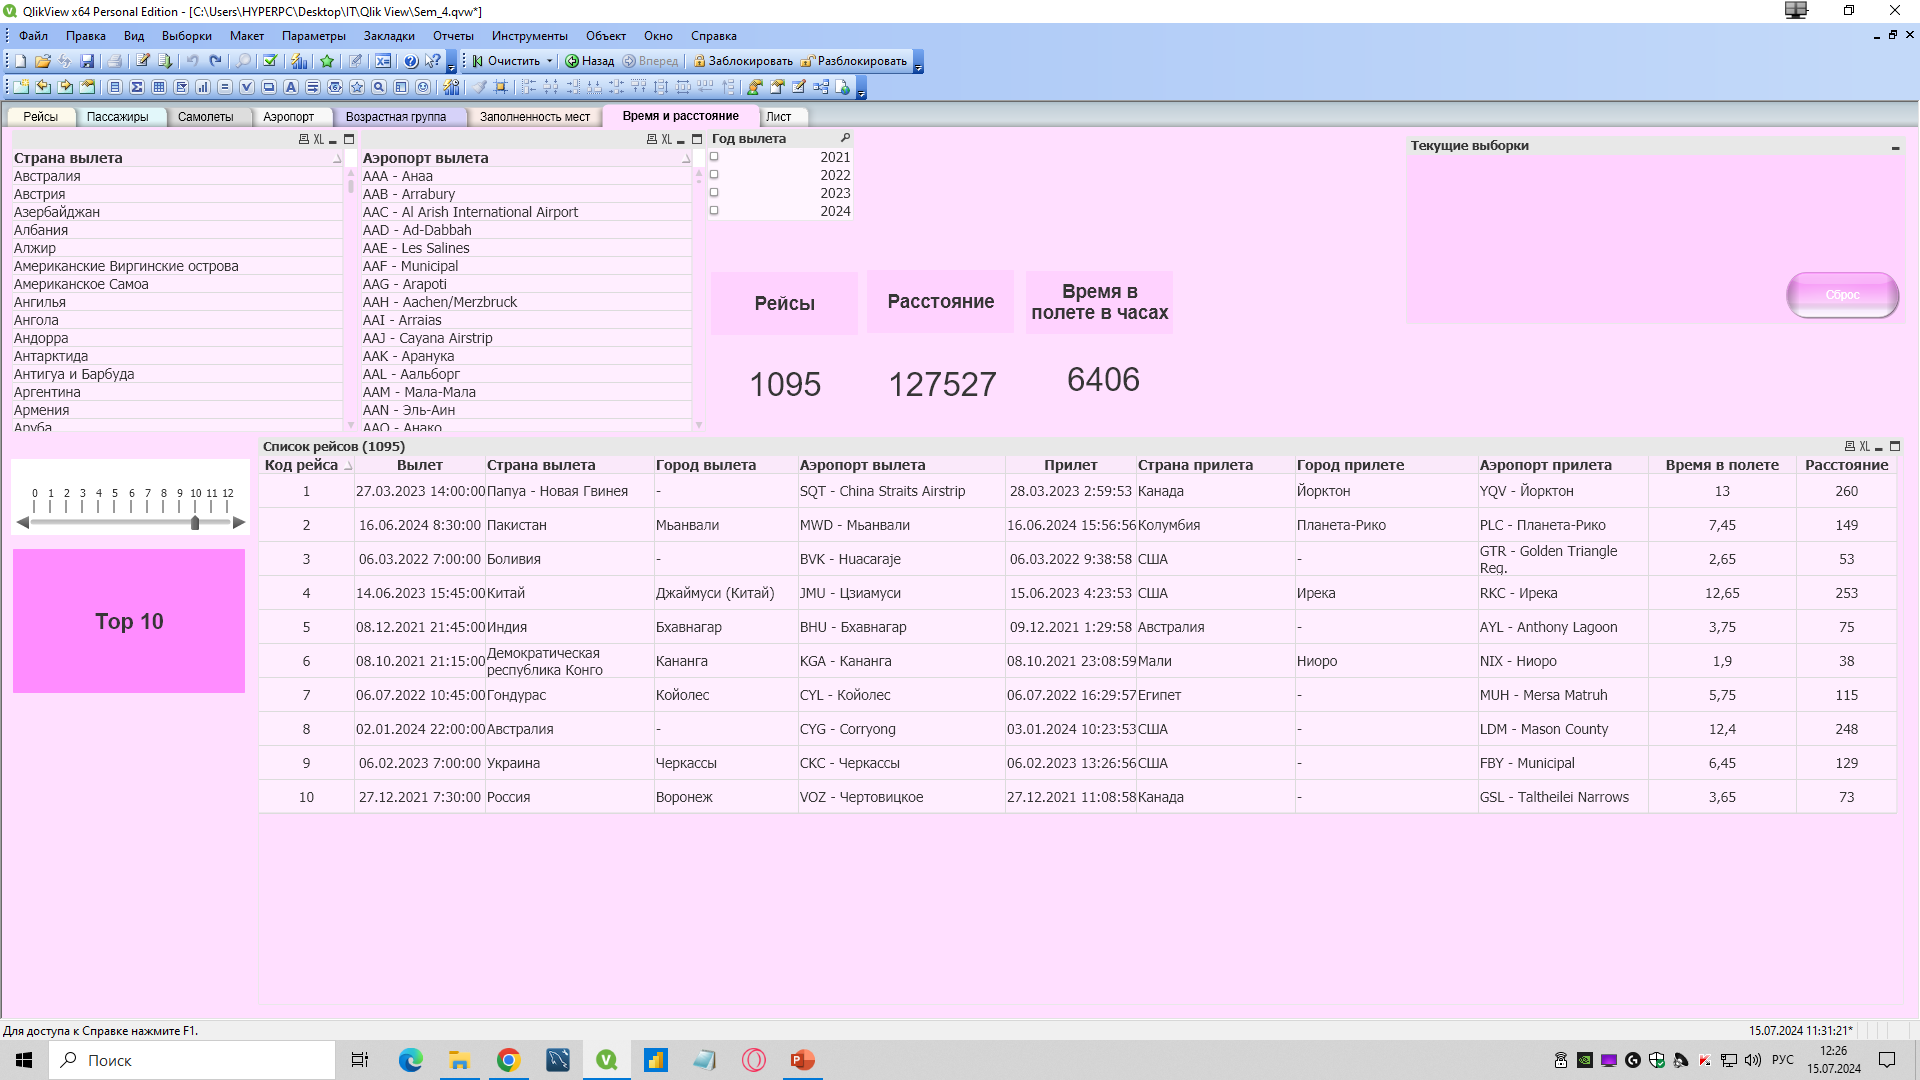 QlikView x64 Personal Edition - [C:\Users\HYPERPC\Desktop\IT\Qlik View\Sem_4.qvw*]
Файл Правка Вид Выборки Макет Параметры Закладки Отчеты Инструменты Объект Окно Справка
Очистить Назад Вперед Заблокировать Разблокировать
Рейсы Пассажиры Самолеты Аэропорт Возрастная группа Заполненность мест Время и расстояние Лист
XL
Страна вылета
Австралия
Австрия
Азербайджан
Албания
Алжир
Американские Виргинские острова
Американское Самоа
Ангилья
Ангола
Андорра
Антарктида
Антигуа и Барбуда
Аргентина
Армения
Аруба
XL
Аэропорт вылета
AAA - Анаа
AAB - Arrabury
AAC - Al Arish International Airport
AAD - Ad-Dabbah
AAE - Les Salines
AAF - Municipal
AAG - Arapoti
AAH - Aachen/Merzbruck
AAI - Arraias
AAJ - Cayana Airstrip
AAK - Аранука
AAL - Аальборг
AAM - Мала-Мала
AAN - Эль-Аин
AAO - Анако
Год вылета
2021
2022
2023
2024
Текущие выборки
Сброс
Рейсы Расстояние Время в полете в часах
1095 127527 6406
0 1 2 3 4 5 6 7 8 9 10 11 12
Top 10
Список рейсов (1095) XL
Код рейса Вылет Страна вылета Город вылета Аэропорт вылета Прилет Страна прилета Город прилете Аэропорт прилета Время в полете Расстояние
1 27.03.2023 14:00:00 Папуа - Новая Гвинея - SQT - China Straits Airstrip 28.03.2023 2:59:53 Канада Йорктон YQV - Йорктон 13 260
2 16.06.2024 8:30:00 Пакистан Мьанвали MWD - Мьанвали 16.06.2024 15:56:56 Колумбия Планета-Рико PLC - Планета-Рико 7,45 149
3 06.03.2022 7:00:00 Боливия - BVK - Huacaraje 06.03.2022 9:38:58 США - GTR - Golden Triangle Reg. 2,65 53
4 14.06.2023 15:45:00 Китай Джаймуси (Китай) JMU - Цзиамуси 15.06.2023 4:23:53 США Ирека RKC - Ирека 12,65 253
5 08.12.2021 21:45:00 Индия Бхавнагар BHU - Бхавнагар 09.12.2021 1:29:58 Австралия - AYL - Anthony Lagoon 3,75 75
6 08.10.2021 21:15:00 Демократическая республика Конго Кананга KGA - Кананга 08.10.2021 23:08:59 Мали Ниоро NIX - Ниоро 1,9 38
7 06.07.2022 10:45:00 Гондурас Койолес CYL - Койолес 06.07.2022 16:29:57 Египет - MUH - Mersa Matruh 5,75 115
8 02.01.2024 22:00:00 Австралия - CYG - Corryong 03.01.2024 10:23:53 США - LDM - Mason County 12,4 248
9 06.02.2023 7:00:00 Украина Черкассы CKC - Черкассы 06.02.2023 13:26:56 США - FBY - Municipal 6,45 129
10 27.12.2021 7:30:00 Россия Воронеж VOZ - Чертовицкое 27.12.2021 11:08:58 Канада - GSL - Taltheilei Narrows 3,65 73
Для доступа к Справке нажмите F1.
15.07.2024 11:31:21*
Поиск
РУС
12:26
15.07.2024